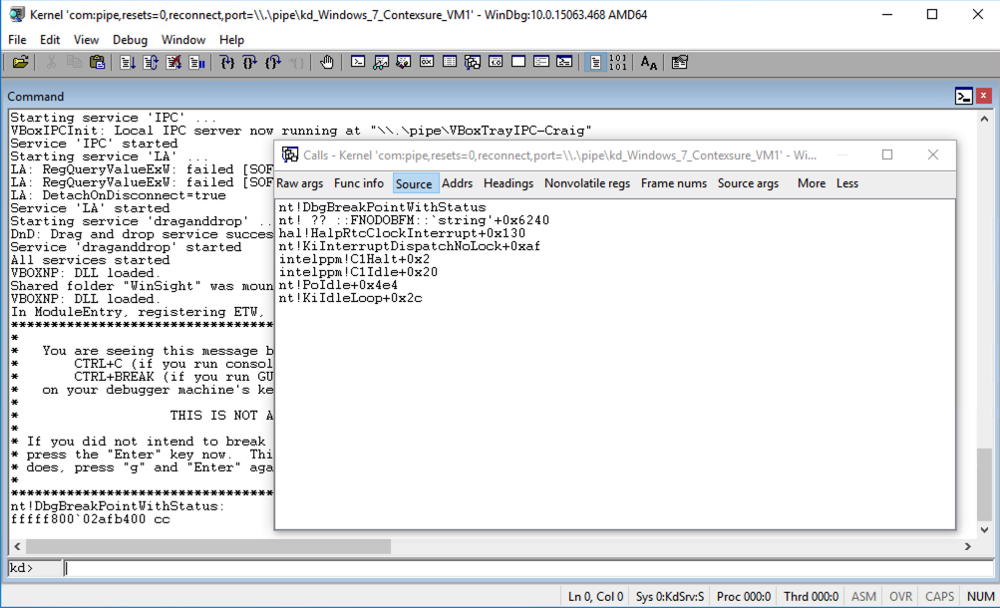 Kernel 'com:pipe,resets=0,reconnect,port=\\.\pipe\kd_Windows_7_Contexsure_VM1' - WinDbg:10.0.15063.468 AMD64
File Edit View Debug Window Help
Command
Starting service 'IPC' ...
VBoxIPCInit: Local IPC server now running at "\\.\pipe\VBoxTrayIPC-Craig"
Service 'IPC' started
Starting service 'LA' ...
LA: RegQueryValueExW: failed [SOF
LA: RegQueryValueExW: failed [SOF
LA: DetachOnDisconnect=true
Service 'LA' started
Starting service 'draganddrop' ...
DnD: Drag and drop service succes
Service 'draganddrop' started
All services started
VBOXNP: DLL loaded.
Shared folder "WinSight" was moun
VBOXNP: DLL loaded.
In ModuleEntry, registering ETW,
*********************************
*
* You are seeing this message b
* CTRL+C (if you run consol
* CTRL+BREAK (if you run GU
* on your debugger machine's ke
*
* THIS IS NOT A
*
* If you did not intend to break
* press the "Enter" key now. Thi
* does, press "g" and "Enter" aga
*
*********************************
nt!DbgBreakPointWithStatus:
fffff800`02afb400 cc
Calls - Kernel 'com:pipe,resets=0,reconnect,port=\\.\pipe\kd_Windows_7_Contexsure_VM1' - Wi...
Raw args Func info Source Addrs Headings Nonvolatile regs Frame nums Source args More Less
nt!DbgBreakPointWithStatus
nt! ?? ::FNODOBFM::`string'+0x6240
hal!HalpRtcClockInterrupt+0x130
nt!KiInterruptDispatchNoLock+0xaf
intelppm!C1Halt+0x2
intelppm!C1Idle+0x20
nt!PoIdle+0x4e4
nt!KiIdleLoop+0x2c
kd>
Ln 0, Col 0 Sys 0:KdSrv:S Proc 000:0 Thrd 000:0 ASM OVR CAPS NUM